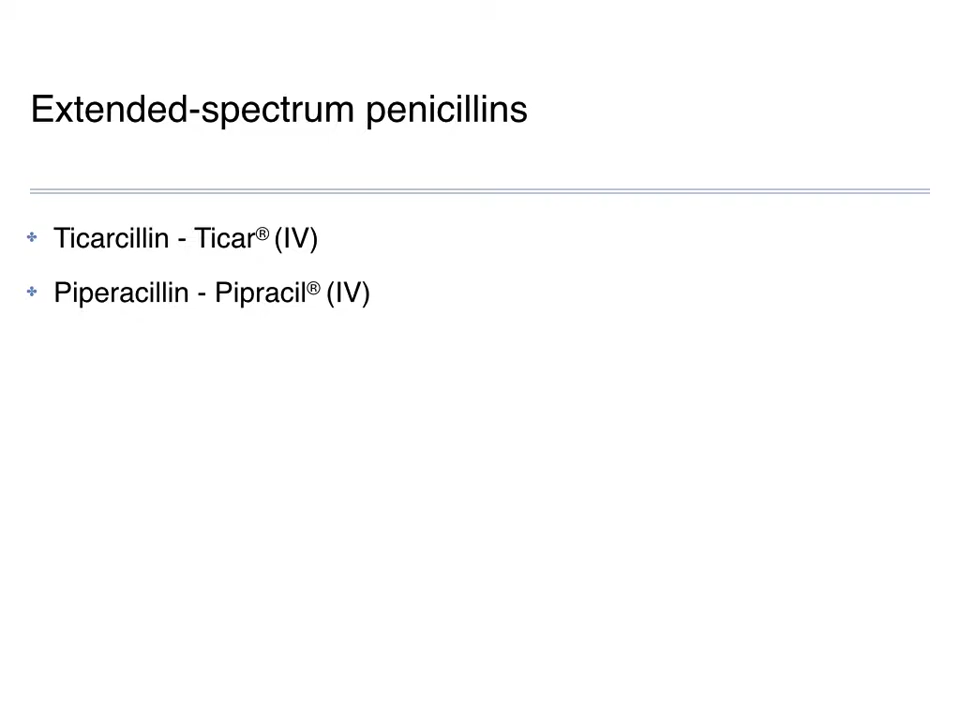 Extended-spectrum penicillins
✤ Ticarcillin - Ticar® (IV)
✤ Piperacillin - Pipracil® (IV)